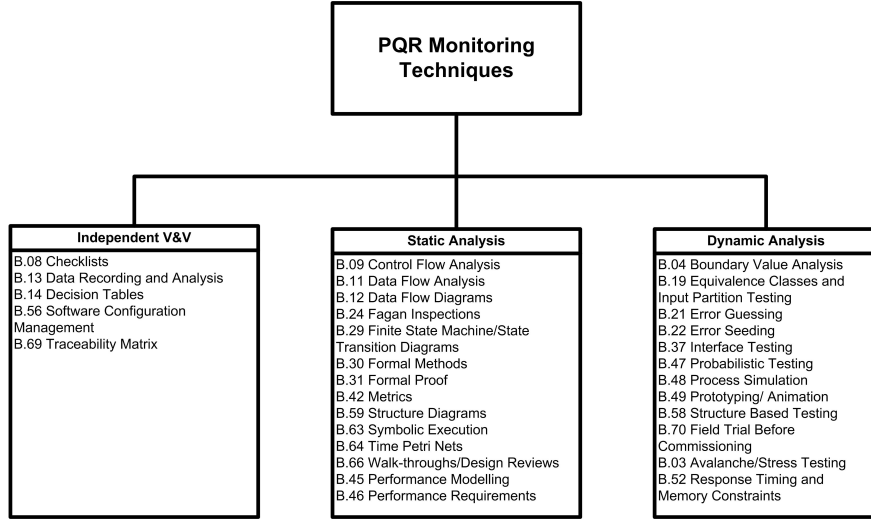 PQR Monitoring
Techniques
Independent V&V
B.08 Checklists
B.13 Data Recording and Analysis
B.14 Decision Tables
B.56 Software Configuration
Management
B.69 Traceability Matrix
Static Analysis
B.09 Control Flow Analysis
B.11 Data Flow Analysis
B.12 Data Flow Diagrams
B.24 Fagan Inspections
B.29 Finite State Machine/State
Transition Diagrams
B.30 Formal Methods
B.31 Formal Proof
B.42 Metrics
B.59 Structure Diagrams
B.63 Symbolic Execution
B.64 Time Petri Nets
B.66 Walk-throughs/Design Reviews
B.45 Performance Modelling
B.46 Performance Requirements
Dynamic Analysis
B.04 Boundary Value Analysis
B.19 Equivalence Classes and
Input Partition Testing
B.21 Error Guessing
B.22 Error Seeding
B.37 Interface Testing
B.47 Probabilistic Testing
B.48 Process Simulation
B.49 Prototyping/ Animation
B.58 Structure Based Testing
B.70 Field Trial Before
Commissioning
B.03 Avalanche/Stress Testing
B.52 Response Timing and
Memory Constraints